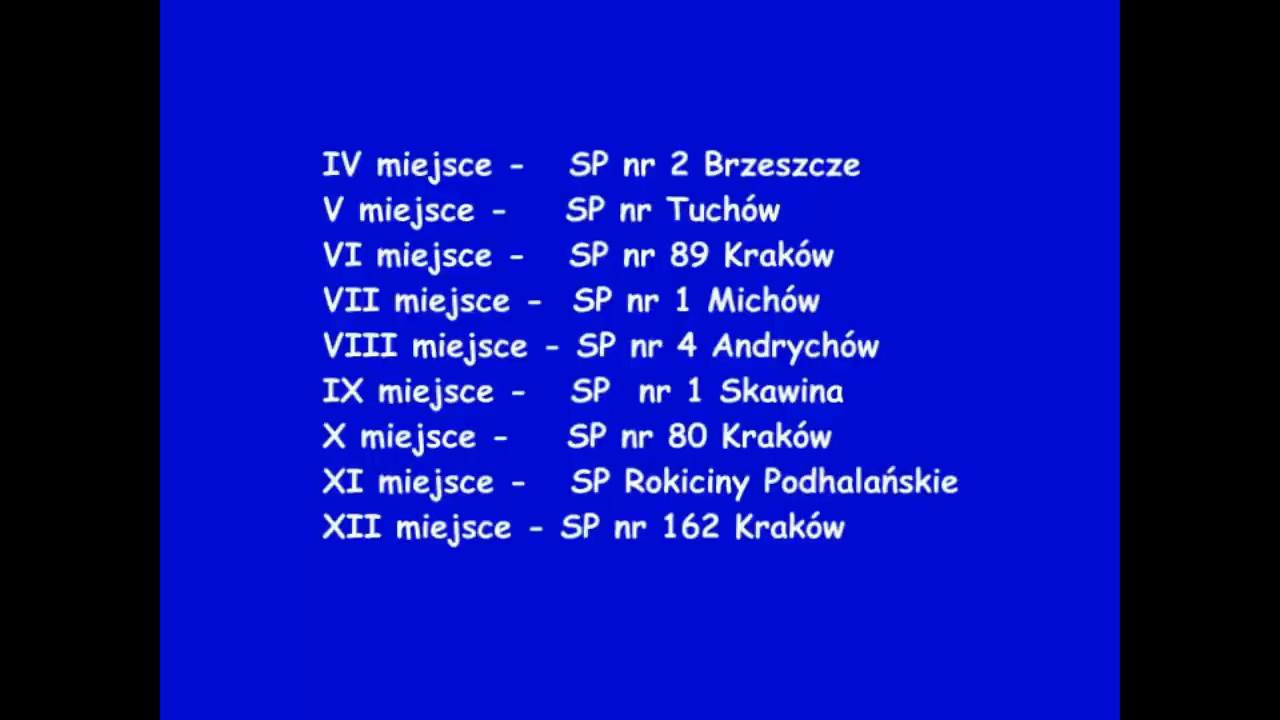 IV miejsce - SP nr 2 Brzeszcze
V miejsce - SP nr Tuchów
VI miejsce - SP nr 89 Kraków
VII miejsce - SP nr 1 Michów
VIII miejsce - SP nr 4 Andrychów
IX miejsce - SP nr 1 Skawina
X miejsce - SP nr 80 Kraków
XI miejsce - SP Rokiciny Podhalańskie
XII miejsce - SP nr 162 Kraków